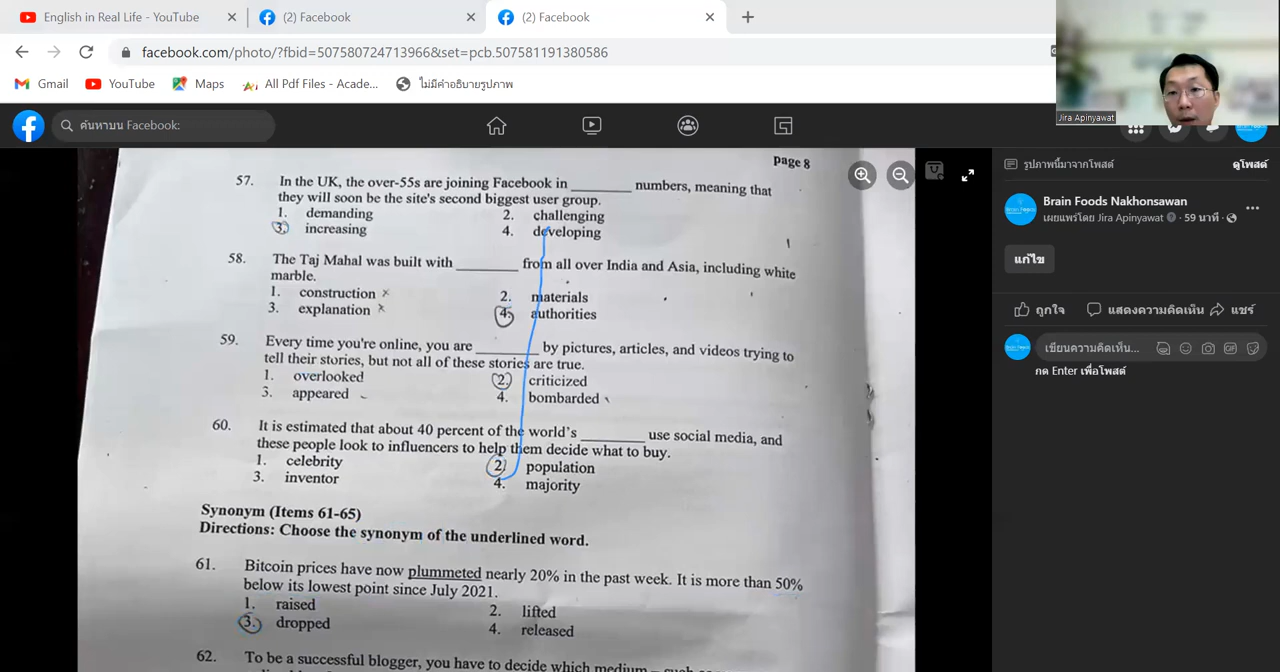 English in Real Life - YouTube
(2) Facebook
(2) Facebook
facebook.com/photo/?fbid=507580724713966&set=pcb.507581191380586
Gmail
YouTube
Maps
All Pdf Files - Acade...
ไม่มีคำอธิบายรูปภาพ
Jira Apinyawat
ค้นหาบน Facebook:
Page 8
57. In the UK, the over-55s are joining Facebook in ________ numbers, meaning that
they will soon be the site's second biggest user group.
1. demanding 2. challenging
3. increasing 4. developing
58. The Taj Mahal was built with ________ from all over India and Asia, including white
marble.
1. construction × 2. materials
3. explanation × 4. authorities
59. Every time you're online, you are ________ by pictures, articles, and videos trying to
tell their stories, but not all of these stories are true.
1. overlooked 2. criticized
3. appeared 4. bombarded
60. It is estimated that about 40 percent of the world's ________ use social media, and
these people look to influencers to help them decide what to buy.
1. celebrity 2. population
3. inventor 4. majority
Synonym (Items 61-65)
Directions: Choose the synonym of the underlined word.
61. Bitcoin prices have now plummeted nearly 20% in the past week. It is more than 50%
below its lowest point since July 2021.
1. raised 2. lifted
3. dropped 4. released
62. To be a successful blogger, you have to decide which medium – such
รูปภาพนี้มาจากโพสต์
ดูโพสต์
Brain Foods Nakhonsawan
เผยแพร่โดย Jira Apinyawat · 59 นาที ·
แก้ไข
ถูกใจ
แสดงความคิดเห็น
แชร์
เขียนความคิดเห็น...
กด Enter เพื่อโพสต์